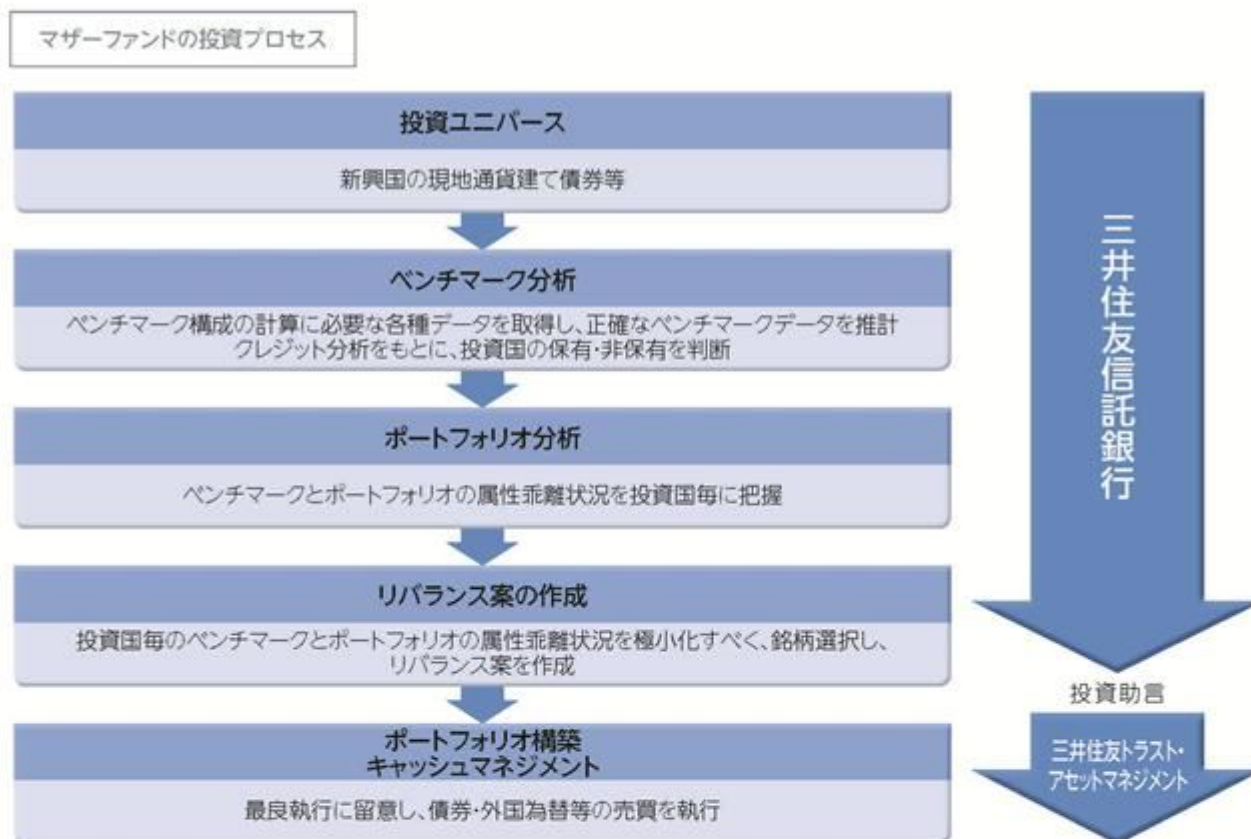 マザーファンドの投資プロセス
投資ユニバース
新興国の現地通貨建て債券等
ベンチマーク分析
ベンチマーク構成の計算に必要な各種データを取得し、正確なベンチマークデータを推計
クレジット分析をもとに、投資国の保有・非保有を判断
ポートフォリオ分析
ベンチマークとポートフォリオの属性乖離状況を投資国毎に把握
リバランス案の作成
投資国毎のベンチマークとポートフォリオの属性乖離状況を極小化すべく、銘柄選択し、
リバランス案を作成
ポートフォリオ構築
キャッシュマネジメント
最良執行に留意し、債券・外国為替等の売買を執行
三井住友信託銀行
投資助言
三井住友トラスト・
アセットマネジメント